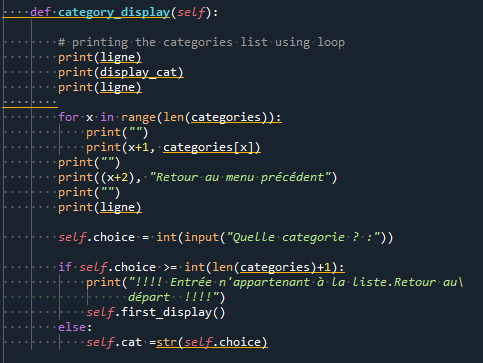 def category_display(self):
# printing the categories list using loop
print(ligne)
print(display_cat)
print(ligne)
for x in range(len(categories)):
print("")
print(x+1, categories[x])
print("")
print((x+2), "Retour au menu précédent")
print("")
print(ligne)
self.choice = int(input("Quelle categorie ? :"))
if self.choice >= int(len(categories)+1):
print("!!!! Entrée n'appartenant à la liste.Retour au\
départ !!!!")
self.first_display()
else:
self.cat =str(self.choice)